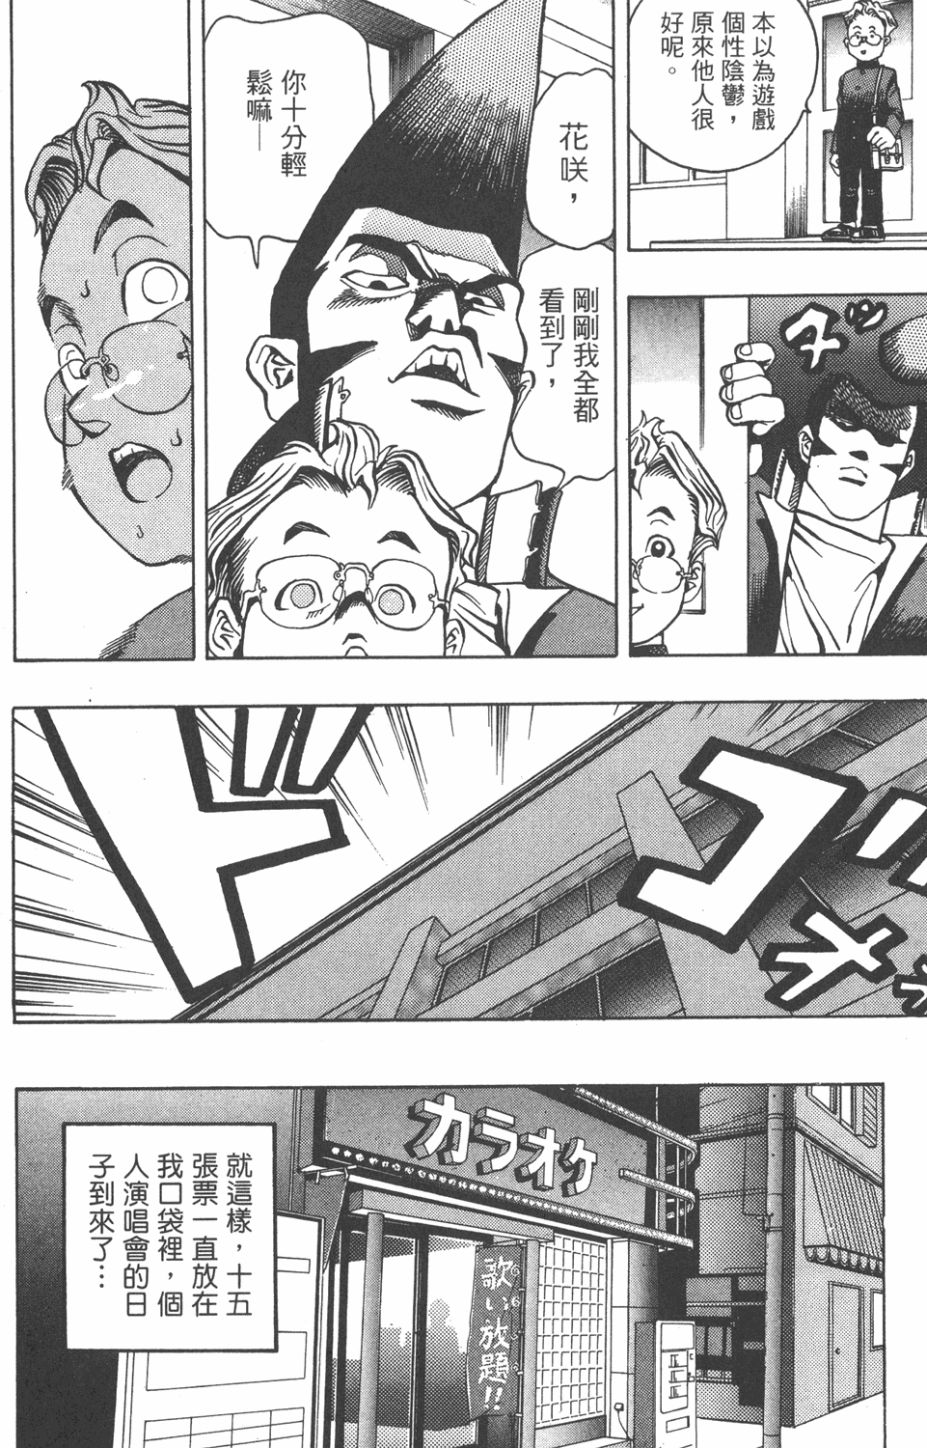 本以為遊戲
個性陰鬱，
原來他人很
好呢。
ダッ
花咲，
剛剛我全都
看到了，
你十分輕
鬆嘛—
ドゴメ
カラオケ
歌い放題!!
就這樣，十五
張票一直放在
我口袋裡，個
人演唱會的日
子到來了…